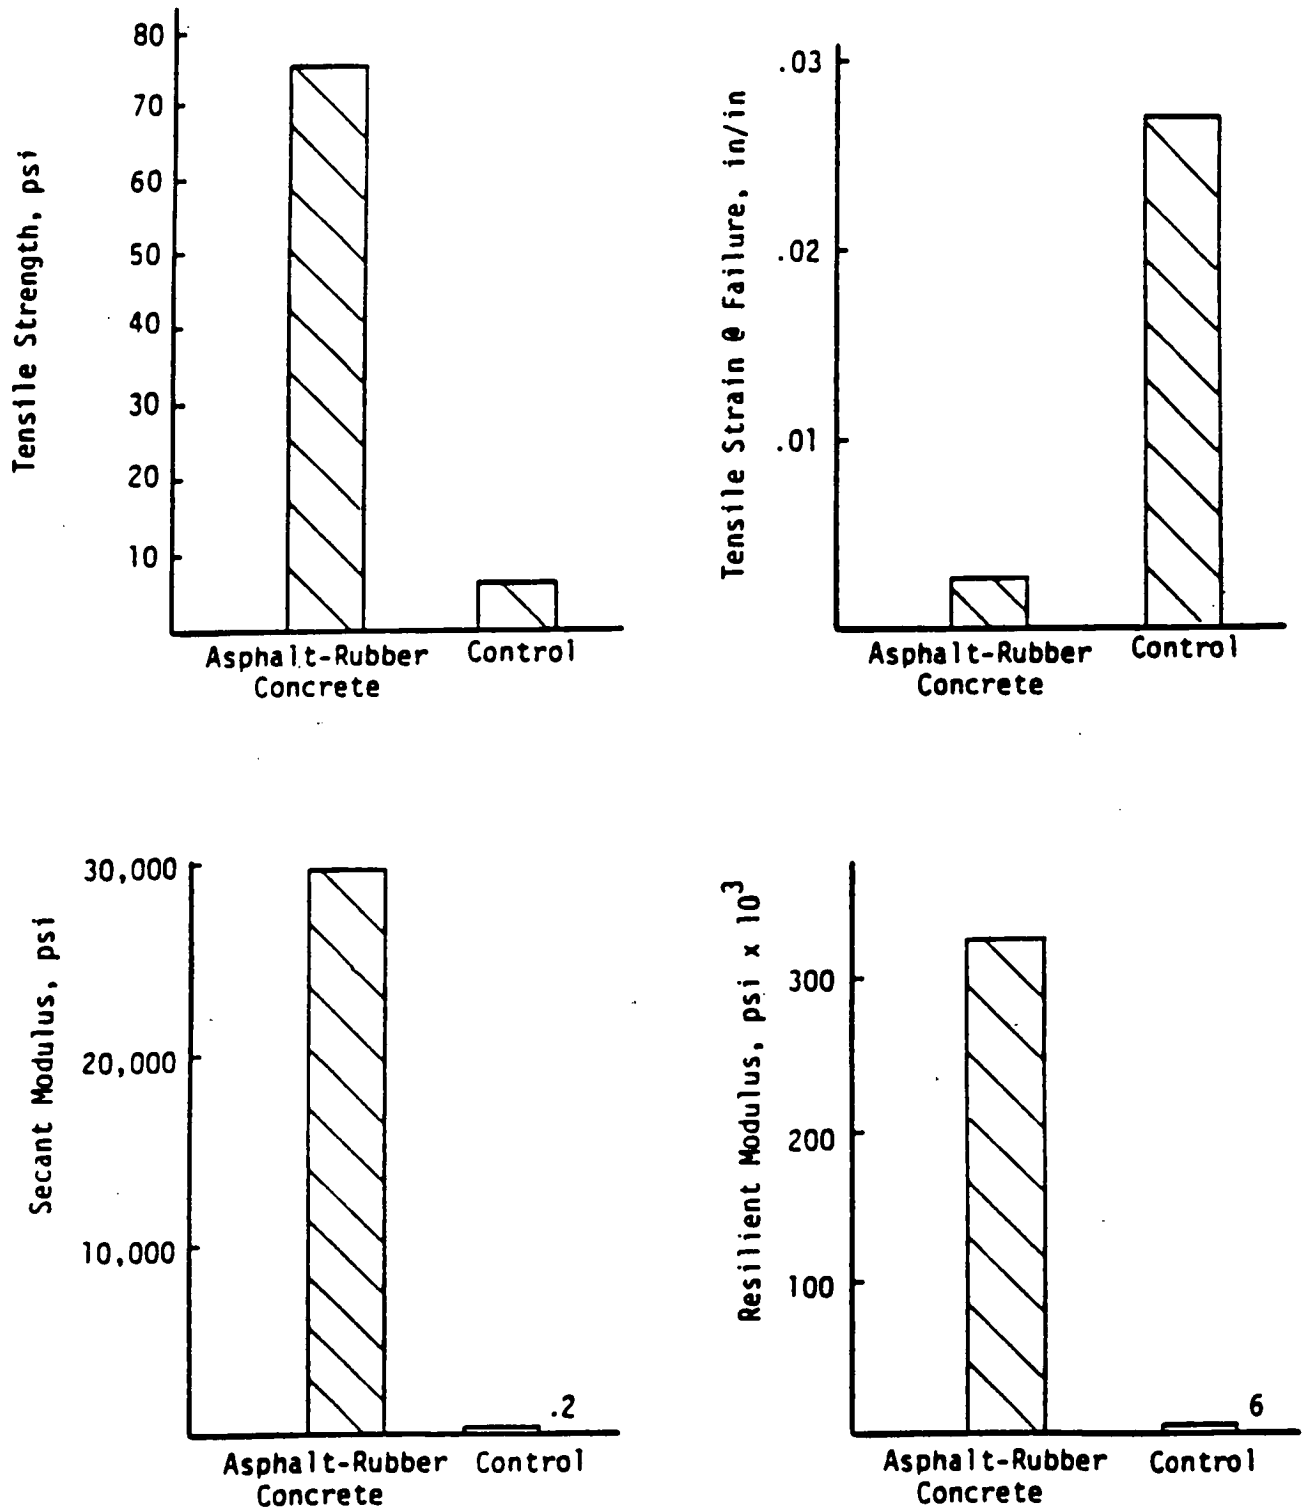 Tensile Strength, psi
80
70
60
50
40
30
20
10
Asphalt-Rubber
Concrete
Control
Tensile Strain @ Failure, in/in
.03
.02
.01
Asphalt-Rubber
Concrete
Control
Secant Modulus, psi
30,000
20,000
10,000
.2
Asphalt-Rubber
Concrete
Control
Resilient Modulus, psi x 10³
300
200
100
6
Asphalt-Rubber
Concrete
Control